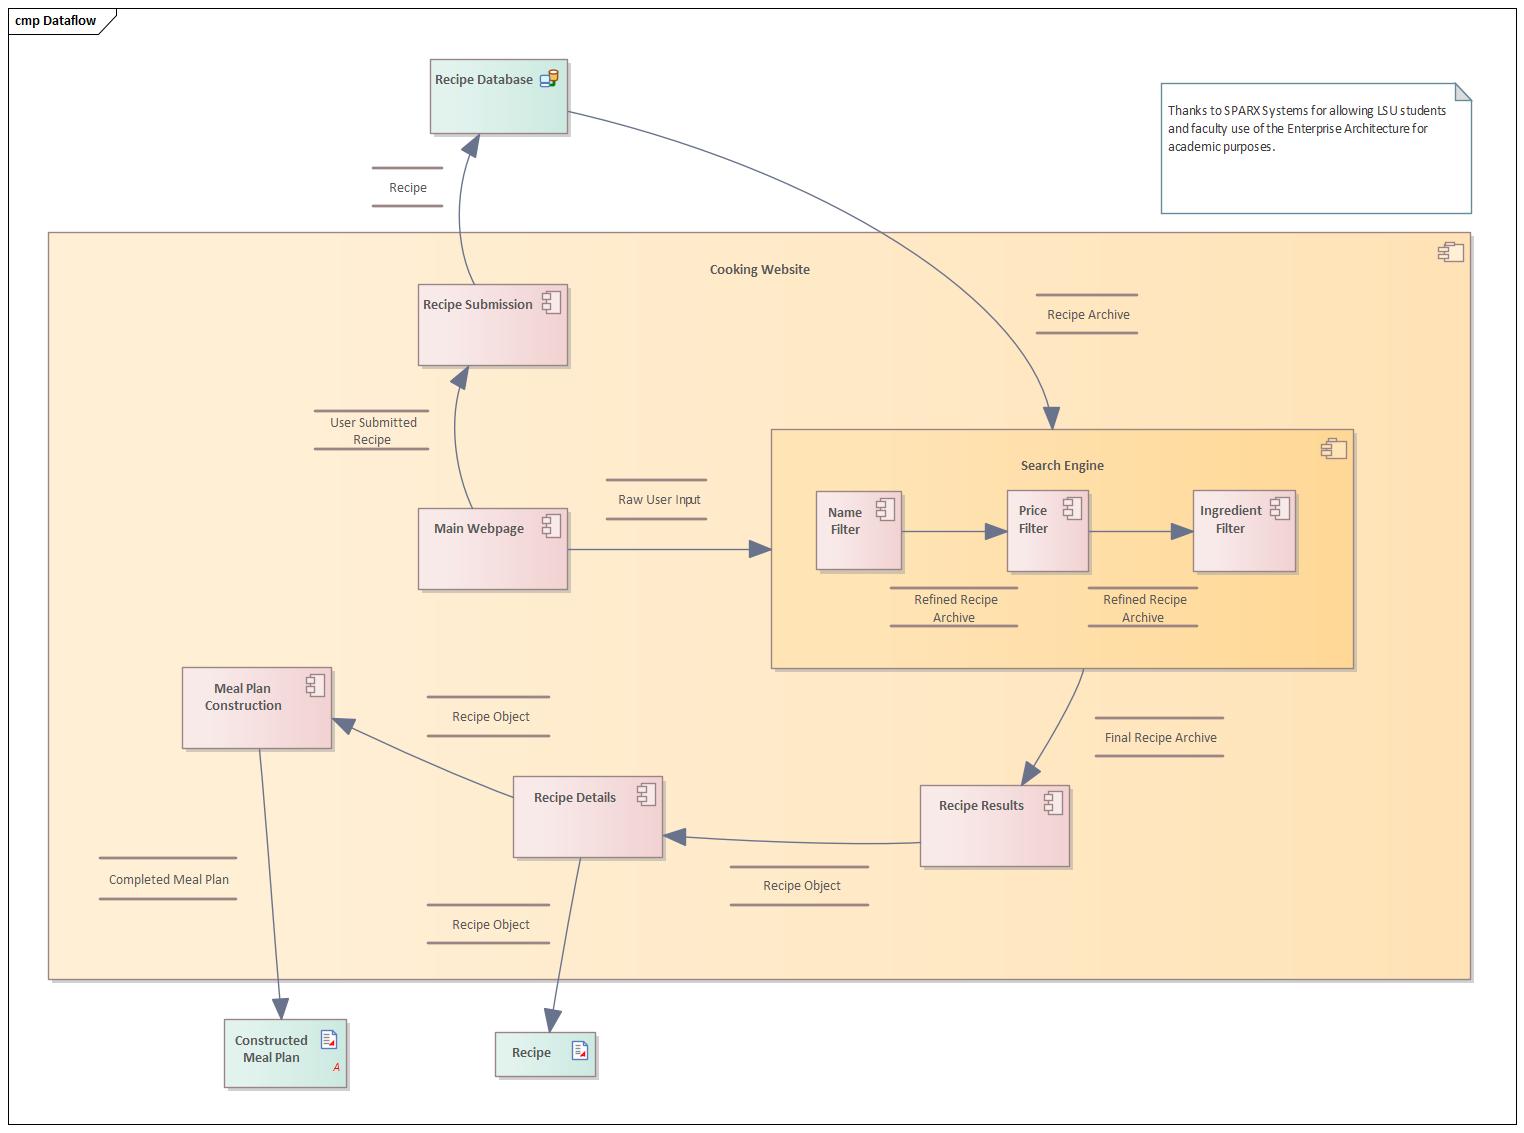 cmp Dataflow
Recipe Database
Thanks to SPARX Systems for allowing LSU students
and faculty use of the Enterprise Architecture for
academic purposes.
Recipe
Cooking Website
Recipe Submission
Recipe Archive
User Submitted
Recipe
Search Engine
Raw User Input
Main Webpage
Name
Filter
Price
Filter
Ingredient
Filter
Refined Recipe
Archive
Refined Recipe
Archive
Meal Plan
Construction
Recipe Object
Final Recipe Archive
Recipe Details
Recipe Results
Completed Meal Plan
Recipe Object
Recipe Object
Constructed
Meal Plan
A
Recipe